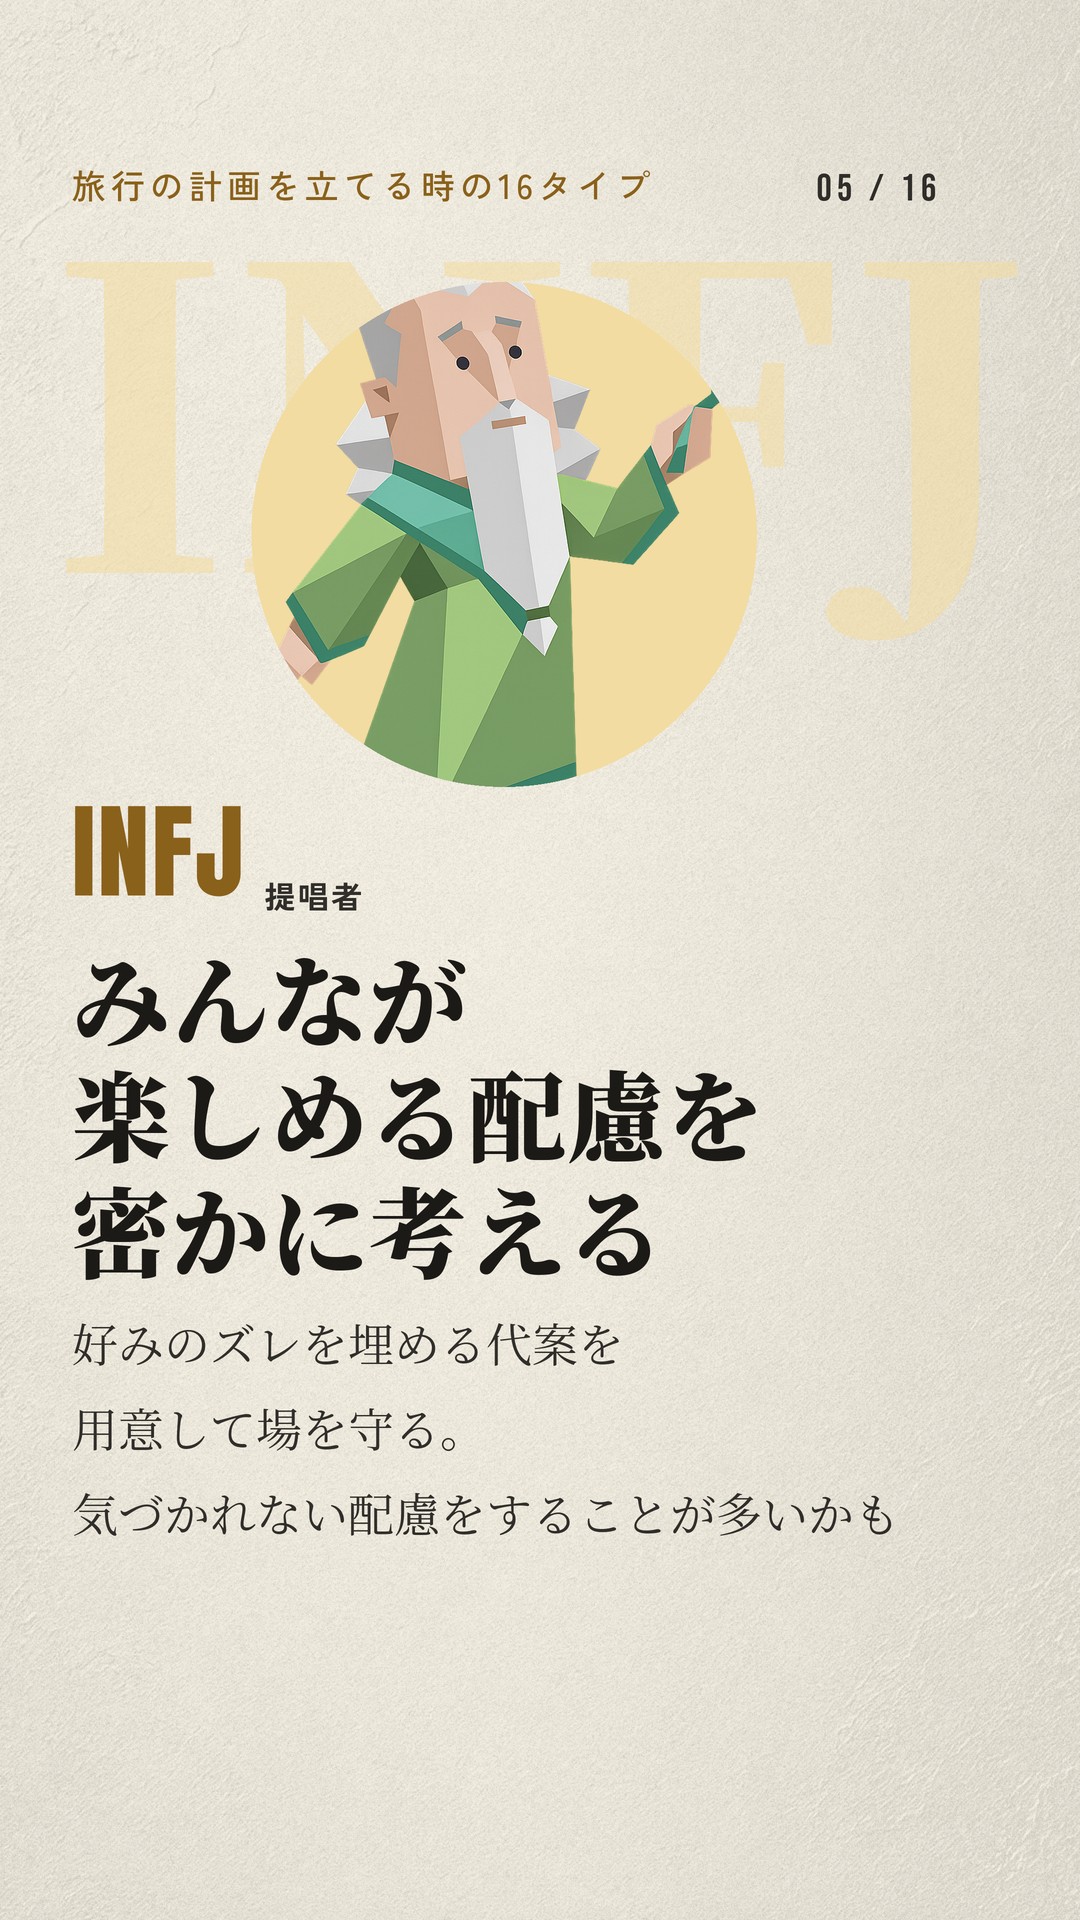 旅行の計画を立てる時の16タイプ
05 / 16
INFJ
INFJ 提唱者
みんなが
楽しめる配慮を
密かに考える
好みのズレを埋める代案を
用意して場を守る。
気づかれない配慮をすることが多いかも